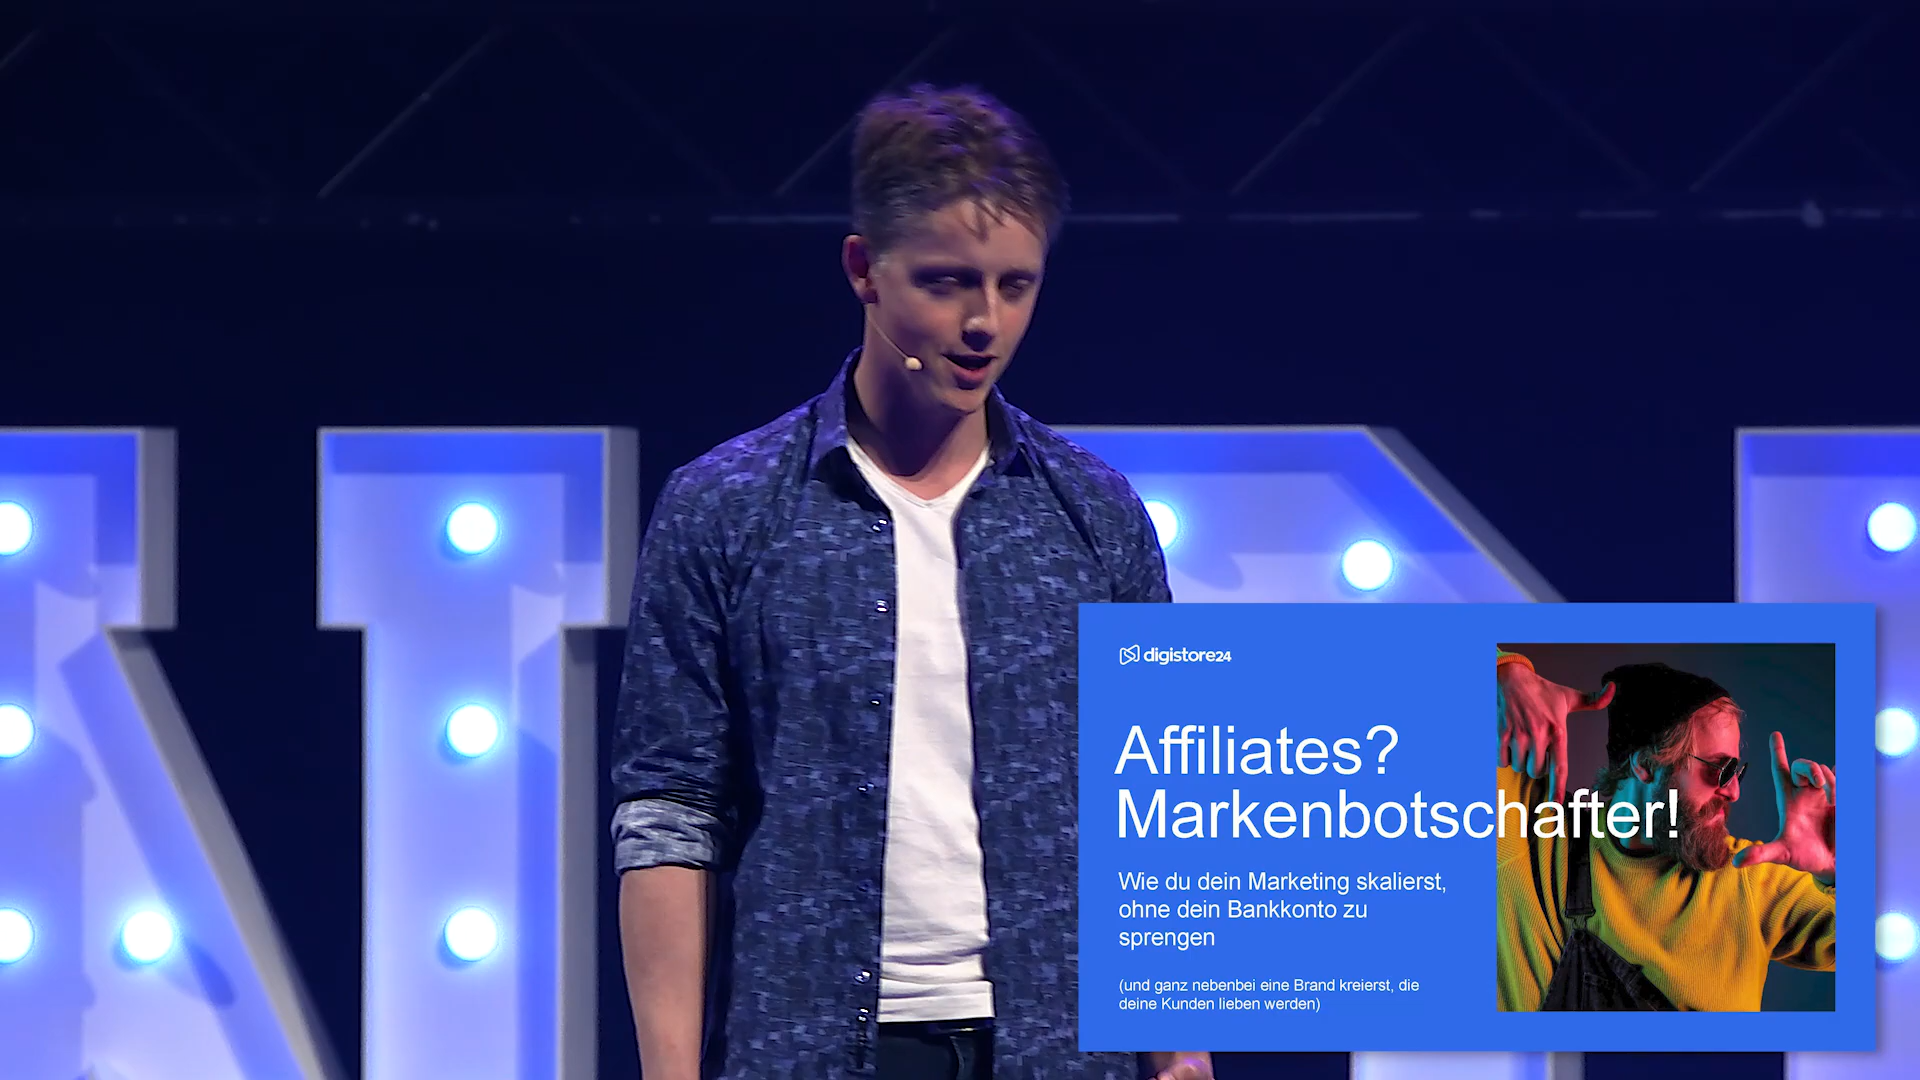 digistore24
Affiliates?
Markenbotschafter!
Wie du dein Marketing skalierst,
ohne dein Bankkonto zu
sprengen
(und ganz nebenbei eine Brand kreierst, die
deine Kunden lieben werden)